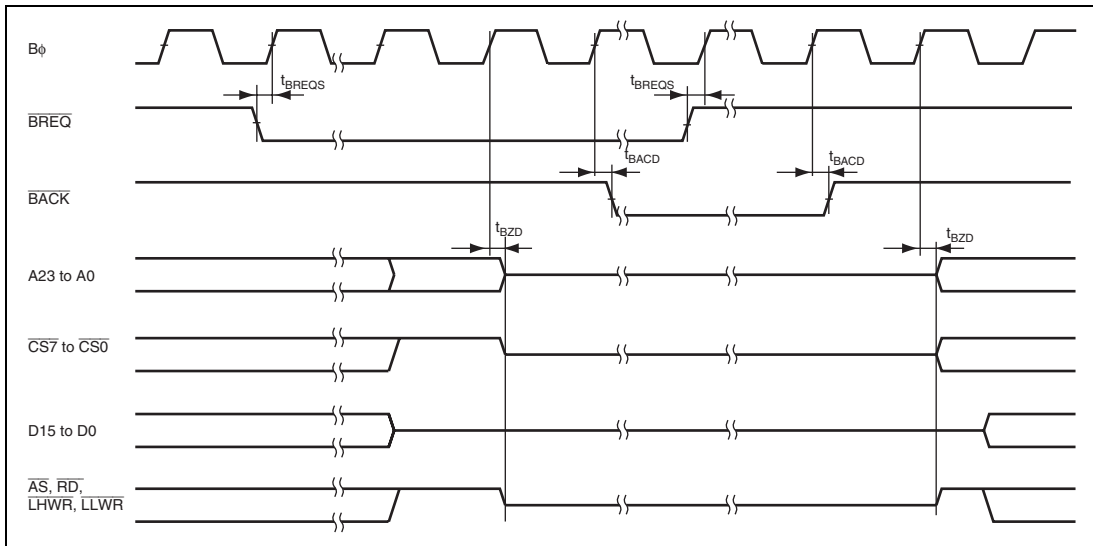 Bφ
tBREQS
tBREQS
BREQ
tBACD
tBACD
BACK
tBZD
tBZD
A23 to A0
CS7 to CS0
D15 to D0
AS, RD,
LHWR, LLWR